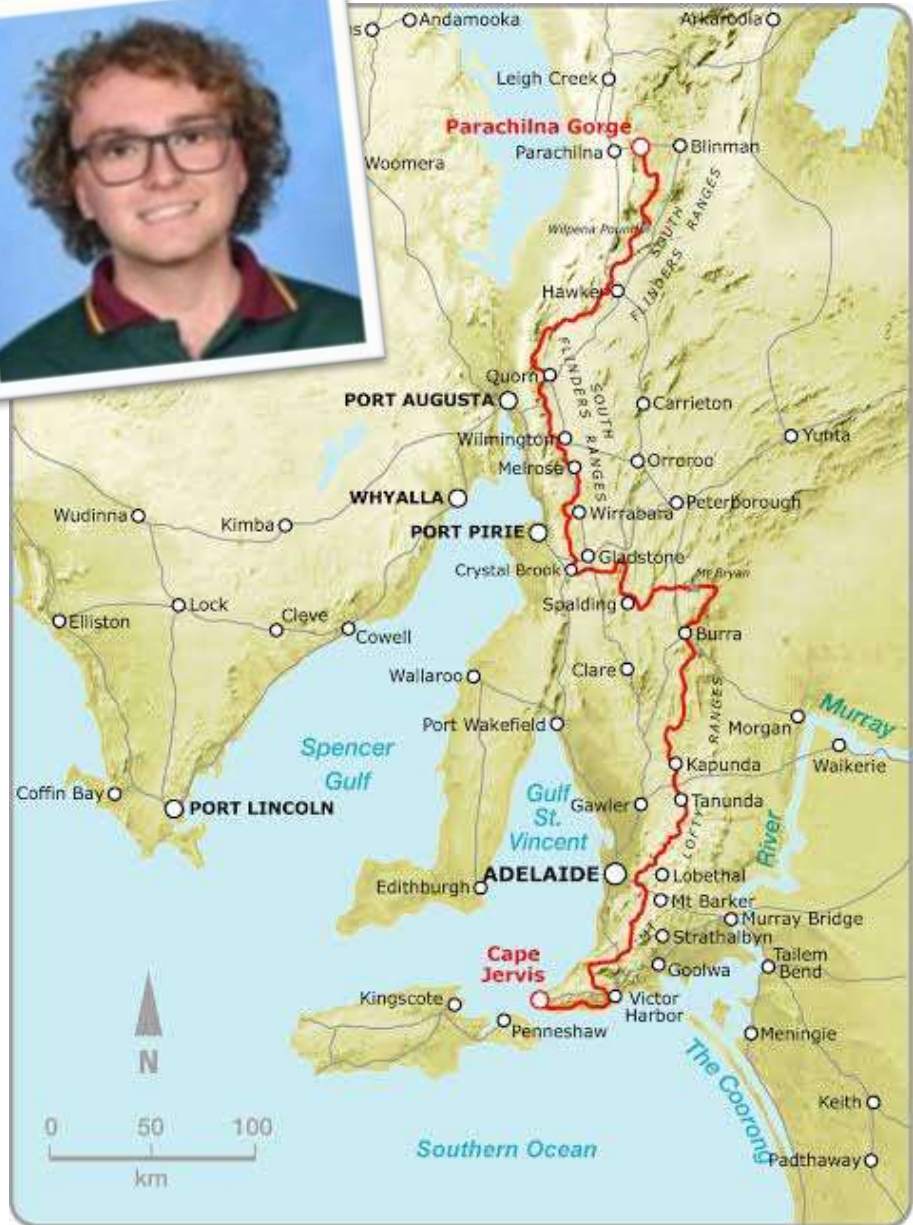 Andamooka
Arkaroola
Leigh Creek
Parachilna Gorge
Parachilna
Blinman
Woomera
Wilpena Pound
SOUTH
FLINDERS RANGES
Hawker
Quorn
FLINDERS RANGES
SOUTH
PORT AUGUSTA
Carrieton
Wilmington
Yunta
Melrose
Orroroo
WHYALLA
Peterborough
Wudinna
Kimba
Wirrabara
PORT PIRIE
Gladstone
Crystal Brook
Mt Bryan
Lock
Spalding
Elliston
Cleve
Cowell
Burra
Wallaroo
Clare
RANGES
Port Wakefield
Morgan
Murray
Spencer
Gulf
Kapunda
Waikerie
Coffin Bay
PORT LINCOLN
Gulf
St.
Vincent
Gawler
Tanunda
LOFTY
River
ADELAIDE
Lobethal
Edithburgh
Mt Barker
Murray Bridge
MT
Strathalbyn
Cape
Jervis
Goolwa
Tailem
Bend
Kingscote
Victor
Harbor
Penneshaw
Meningie
N
The Coorong
Keith
0 50 100
km
Southern Ocean
Padthaway